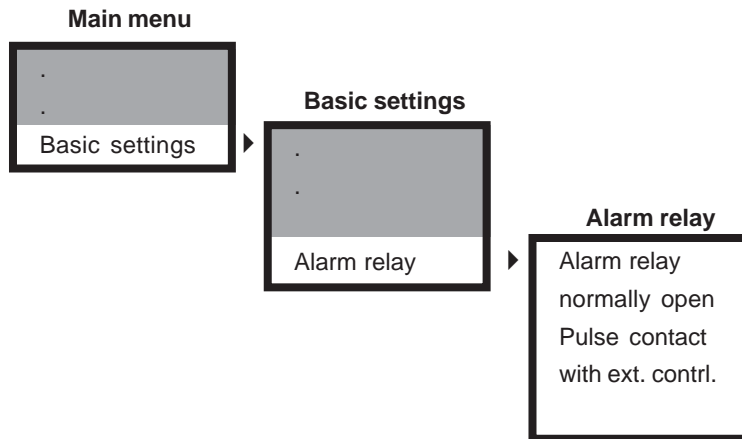 Main menu
.
.
Basic settings
Basic settings
.
.
Alarm relay
Alarm relay
Alarm relay
normally open
Pulse contact
with ext. contrl.